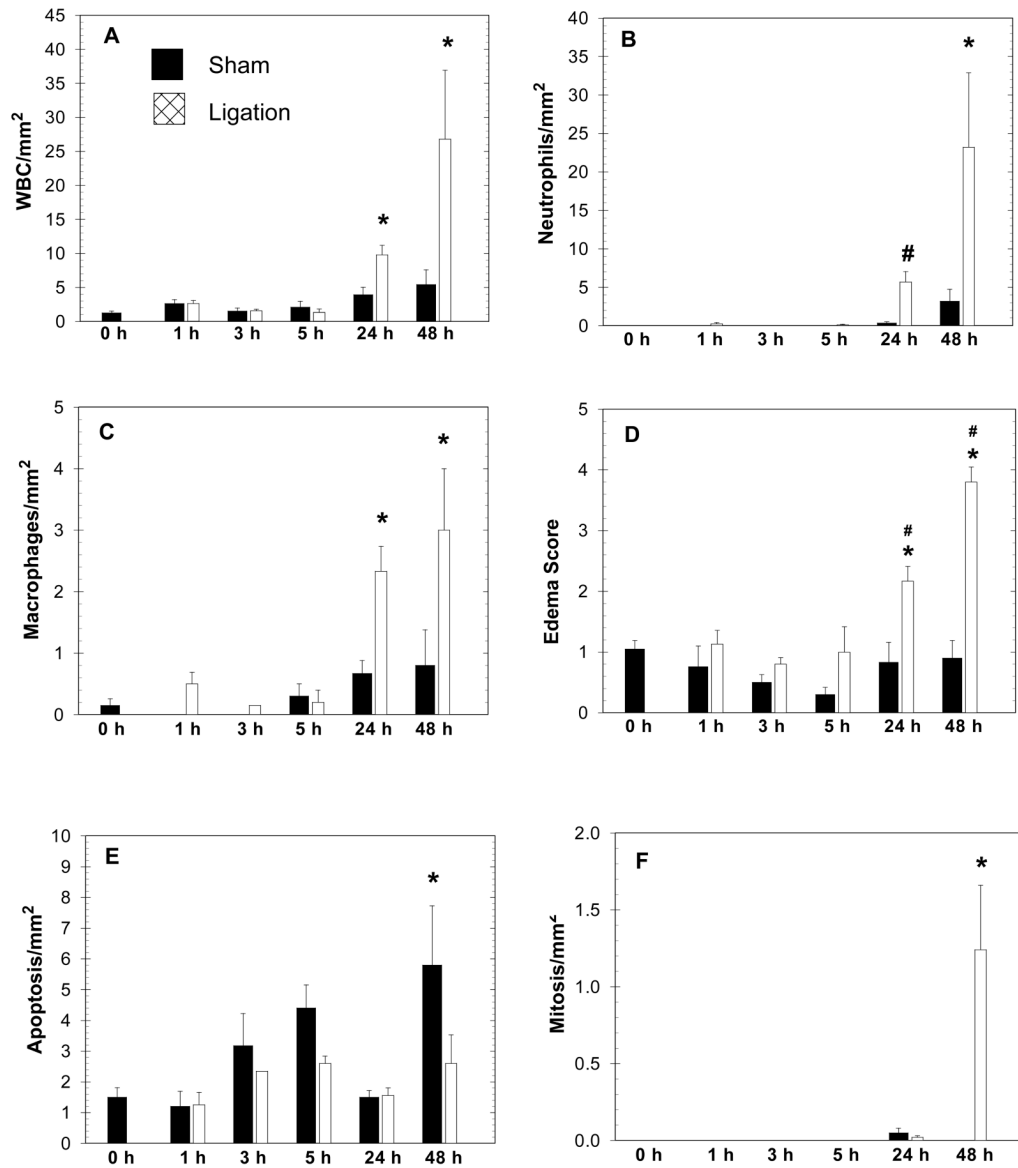 A
Sham
Ligation
WBC/mm²
45
40
35
30
25
20
15
10
5
0
*
*
0 h 1 h 3 h 5 h 24 h 48 h
B
Neutrophils/mm²
40
35
30
25
20
15
10
5
0
#
*
0 h 1 h 3 h 5 h 24 h 48 h
C
Macrophages/mm²
5
4
3
2
1
0
*
*
0 h 1 h 3 h 5 h 24 h 48 h
D
Edema Score
5
4
3
2
1
0
#
*
#
*
0 h 1 h 3 h 5 h 24 h 48 h
E
Apoptosis/mm²
10
9
8
7
6
5
4
3
2
1
0
*
0 h 1 h 3 h 5 h 24 h 48 h
F
Mitosis/mm²
2.0
1.5
1.0
0.5
0.0
*
0 h 1 h 3 h 5 h 24 h 48 h